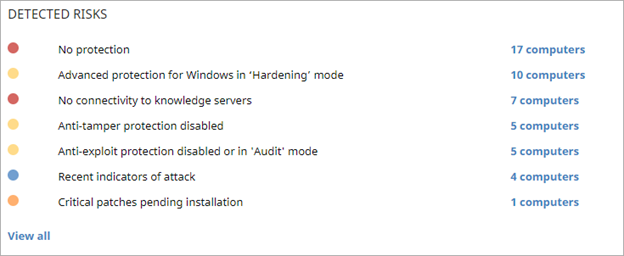 DETECTED RISKS
No protection 17 computers
Advanced protection for Windows in ‘Hardening’ mode 10 computers
No connectivity to knowledge servers 7 computers
Anti-tamper protection disabled 5 computers
Anti-exploit protection disabled or in 'Audit' mode 5 computers
Recent indicators of attack 4 computers
Critical patches pending installation 1 computers
View all